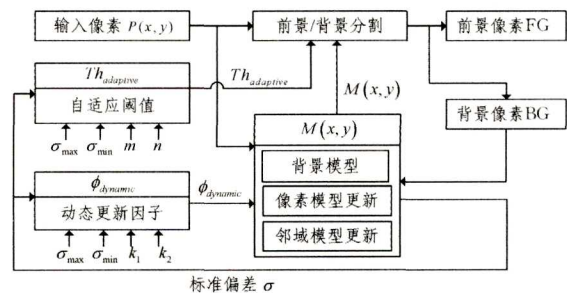 输入像素 P(x, y)
前景/背景分割
前景像素FG
Th_adaptive
Th_adaptive
自适应阈值
M(x, y)
σ_max σ_min m n
M(x, y)
背景像素BG
背景模型
φ_dynamic
φ_dynamic
像素模型更新
动态更新因子
邻域模型更新
σ_max σ_min k_1 k_2
标准偏差 σ